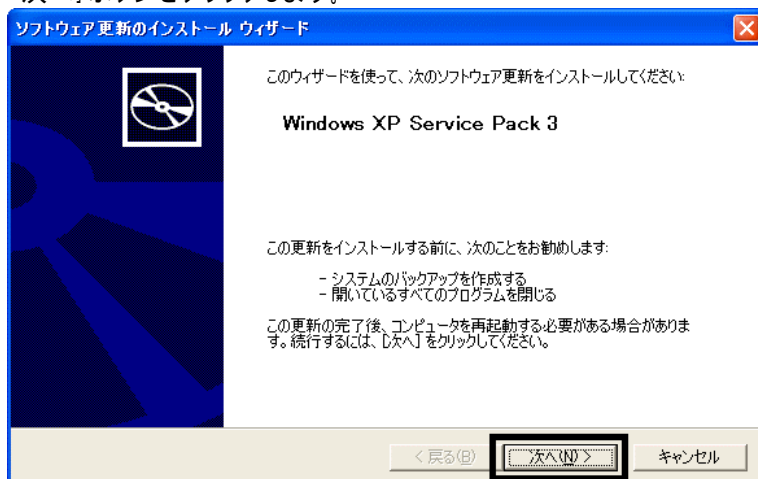 ソフトウェア更新のインストール ウィザード
このウィザードを使って、次のソフトウェア更新をインストールしてください:
Windows XP Service Pack 3
この更新をインストールする前に、次のことをお勧めします:
- システムのバックアップを作成する
- 開いているすべてのプログラムを閉じる
この更新の完了後、コンピュータを再起動する必要がある場合がありま
す。続行するには、[次へ] をクリックしてください。
< 戻る(B)
次へ(N) >
キャンセル